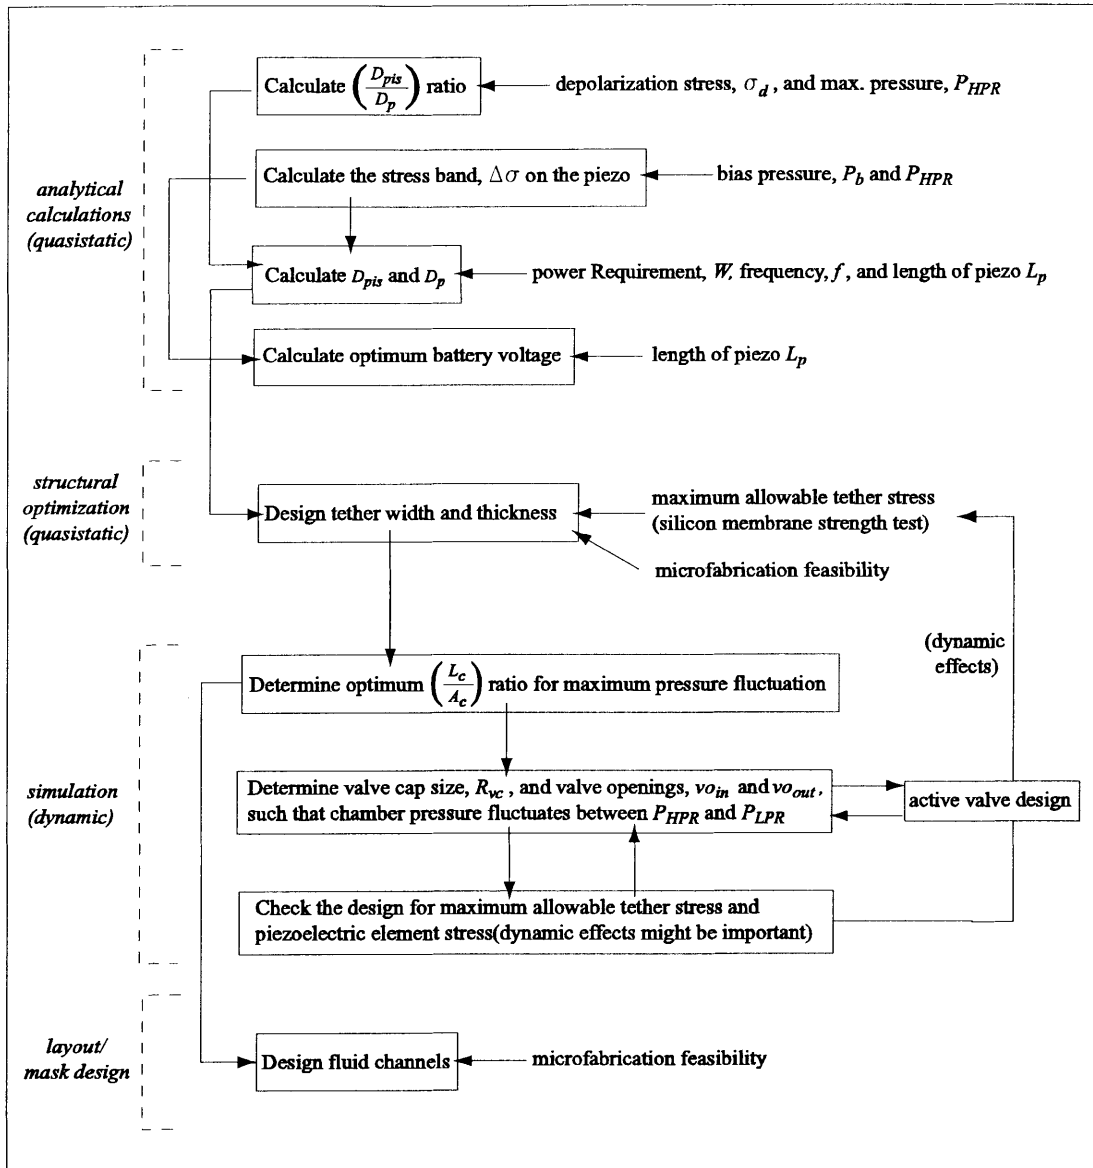 Calculate (D_pis / D_p) ratio
depolarization stress, σ_d, and max. pressure, P_HPR
analytical
calculations
(quasistatic)
Calculate the stress band, Δσ on the piezo
bias pressure, P_b and P_HPR
Calculate D_pis and D_p
power Requirement, W, frequency, f, and length of piezo L_p
Calculate optimum battery voltage
length of piezo L_p
structural
optimization
(quasistatic)
Design tether width and thickness
maximum allowable tether stress
(silicon membrane strength test)
microfabrication feasibility
(dynamic
effects)
simulation
(dynamic)
Determine optimum (L_c / A_c) ratio for maximum pressure fluctuation
Determine valve cap size, R_vc, and valve openings, vo_in and vo_out,
such that chamber pressure fluctuates between P_HPR and P_LPR
active valve design
Check the design for maximum allowable tether stress and
piezoelectric element stress(dynamic effects might be important)
layout/
mask design
Design fluid channels
microfabrication feasibility